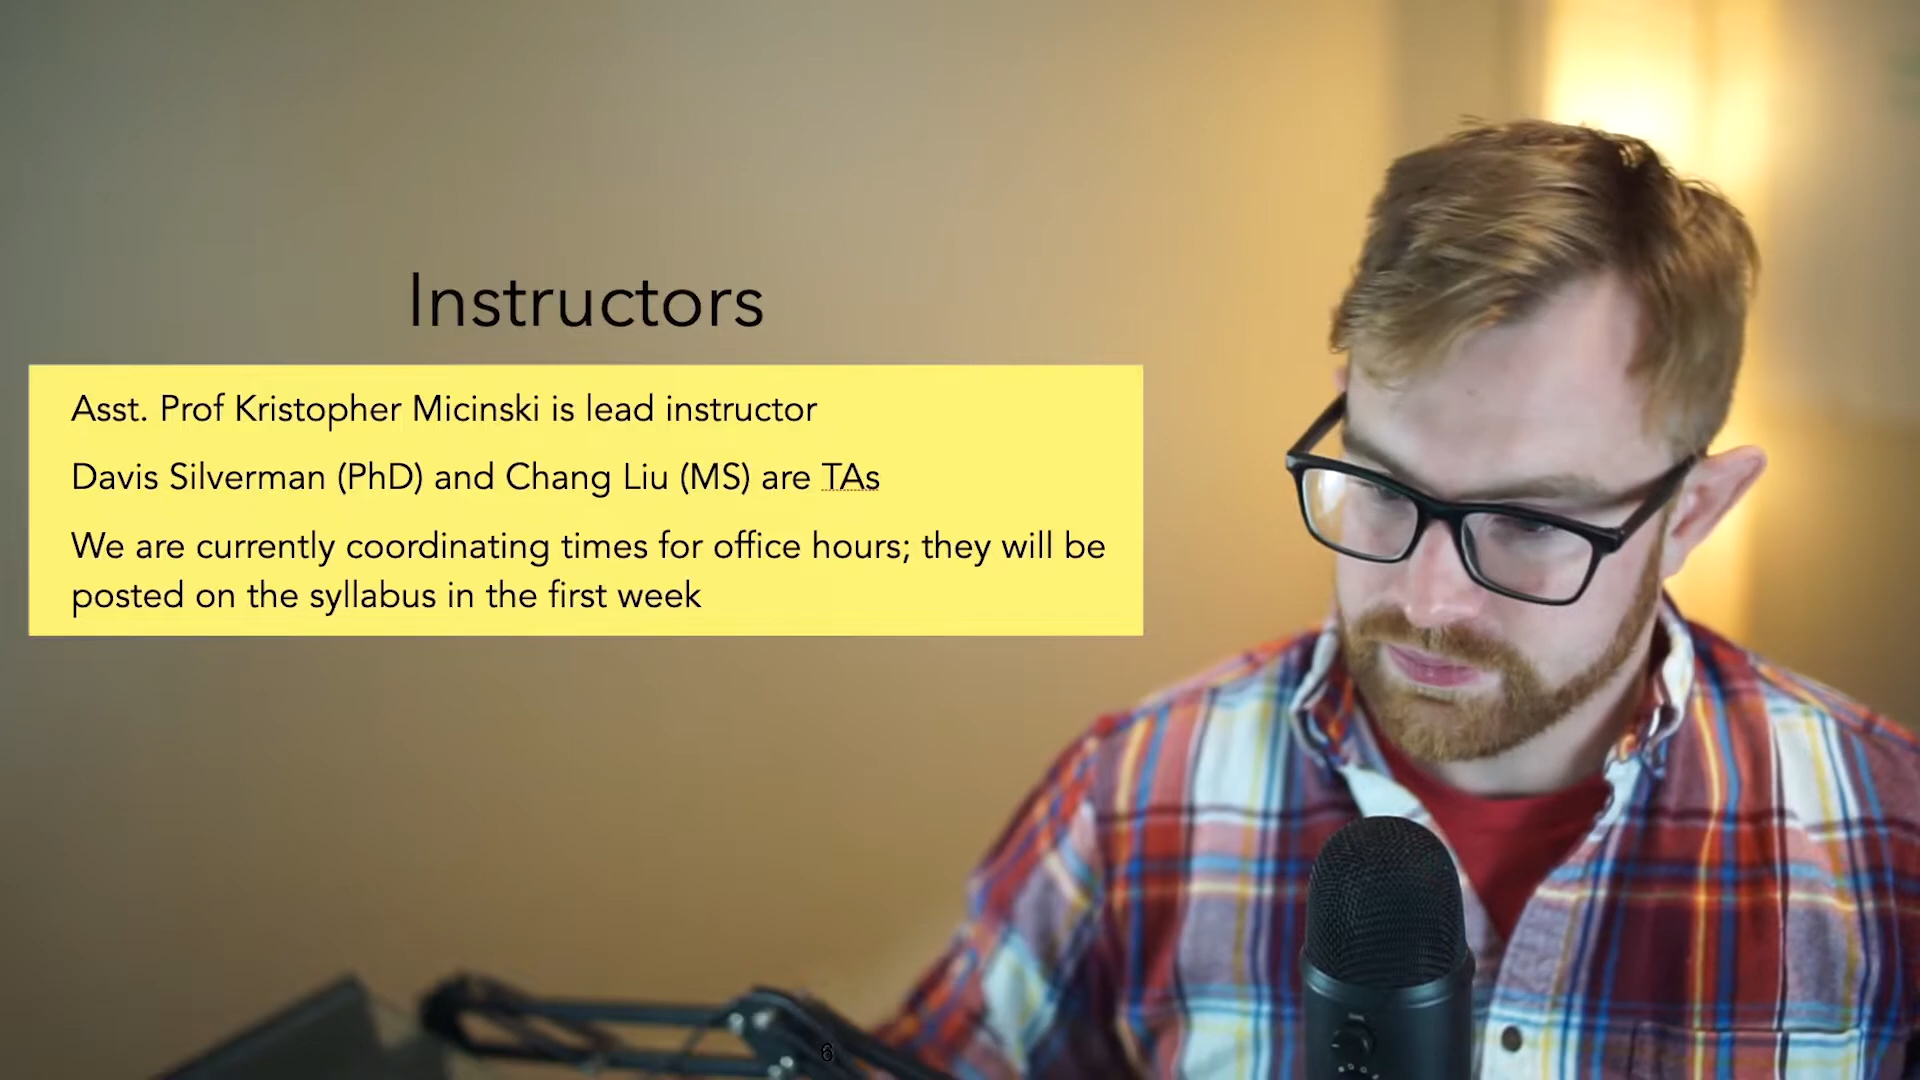 Instructors
Asst. Prof Kristopher Micinski is lead instructor
Davis Silverman (PhD) and Chang Liu (MS) are TAs
We are currently coordinating times for office hours; they will be
posted on the syllabus in the first week
6